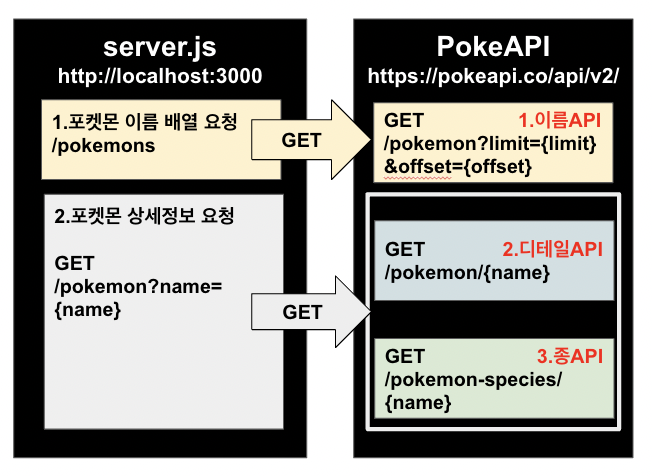 server.js
http://localhost:3000
1.포켓몬 이름 배열 요청
/pokemons
GET
2.포켓몬 상세정보 요청
GET
/pokemon?name=
{name}
GET
PokeAPI
https://pokeapi.co/api/v2/
GET 1.이름API
/pokemon?limit={limit}
&offset={offset}
GET 2.디테일API
/pokemon/{name}
GET 3.종API
/pokemon-species/
{name}